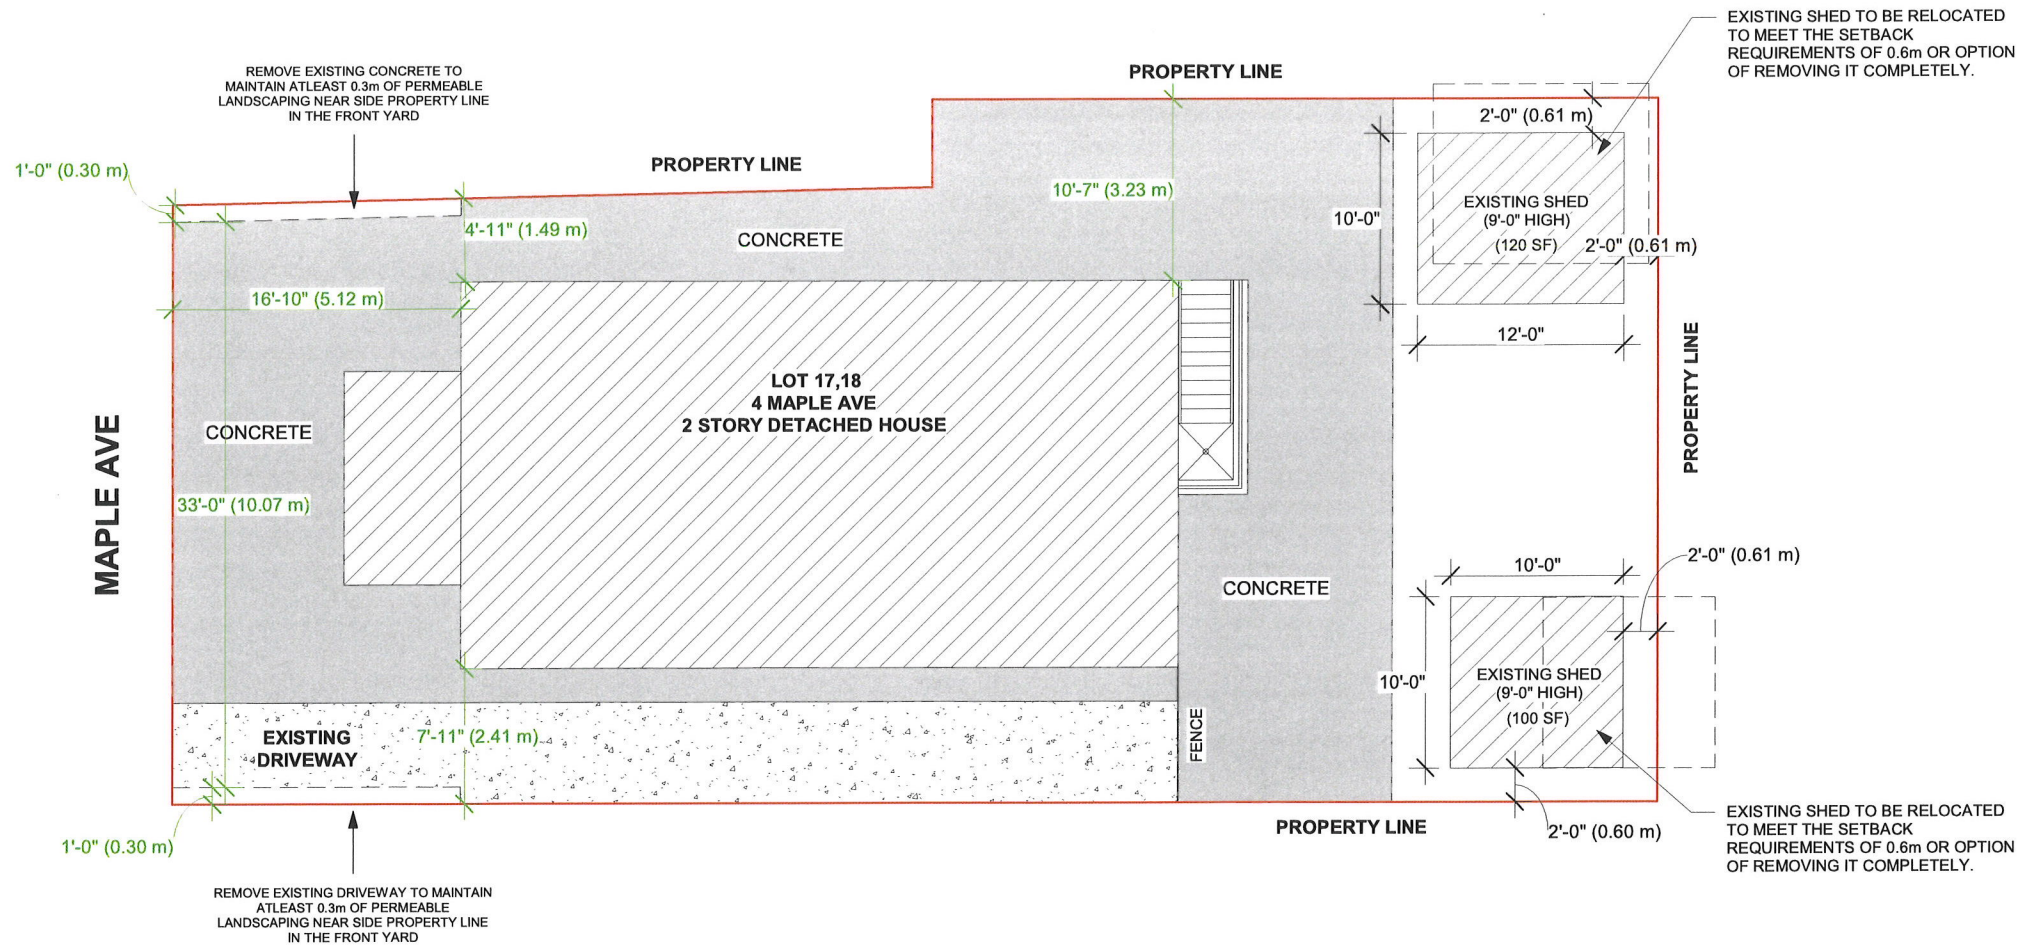 EXISTING SHED TO BE RELOCATED
TO MEET THE SETBACK
REQUIREMENTS OF 0.6m OR OPTION
OF REMOVING IT COMPLETELY.
REMOVE EXISTING CONCRETE TO
MAINTAIN ATLEAST 0.3m OF PERMEABLE
LANDSCAPING NEAR SIDE PROPERTY LINE
IN THE FRONT YARD
PROPERTY LINE
2'-0" (0.61 m)
PROPERTY LINE
1'-0" (0.30 m)
10'-7" (3.23 m)
10'-0"
EXISTING SHED
(9'-0" HIGH)
(120 SF)
2'-0" (0.61 m)
4'-11" (1.49 m)
CONCRETE
16'-10" (5.12 m)
12'-0"
PROPERTY LINE
LOT 17,18
4 MAPLE AVE
2 STORY DETACHED HOUSE
MAPLE AVE
CONCRETE
33'-0" (10.07 m)
CONCRETE
10'-0"
2'-0" (0.61 m)
10'-0"
EXISTING SHED
(9'-0" HIGH)
(100 SF)
FENCE
EXISTING
DRIVEWAY
7'-11" (2.41 m)
1'-0" (0.30 m)
PROPERTY LINE
2'-0" (0.60 m)
EXISTING SHED TO BE RELOCATED
TO MEET THE SETBACK
REQUIREMENTS OF 0.6m OR OPTION
OF REMOVING IT COMPLETELY.
REMOVE EXISTING DRIVEWAY TO MAINTAIN
ATLEAST 0.3m OF PERMEABLE
LANDSCAPING NEAR SIDE PROPERTY LINE
IN THE FRONT YARD